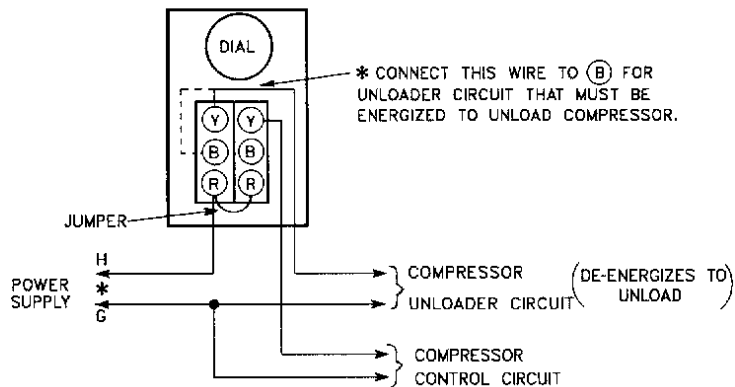 DIAL
* CONNECT THIS WIRE TO B FOR
UNLOADER CIRCUIT THAT MUST BE
ENERGIZED TO UNLOAD COMPRESSOR.
Y Y
B B
R R
JUMPER
H
POWER
SUPPLY
*
G
COMPRESSOR
UNLOADER CIRCUIT
(DE-ENERGIZES TO
UNLOAD)
COMPRESSOR
CONTROL CIRCUIT